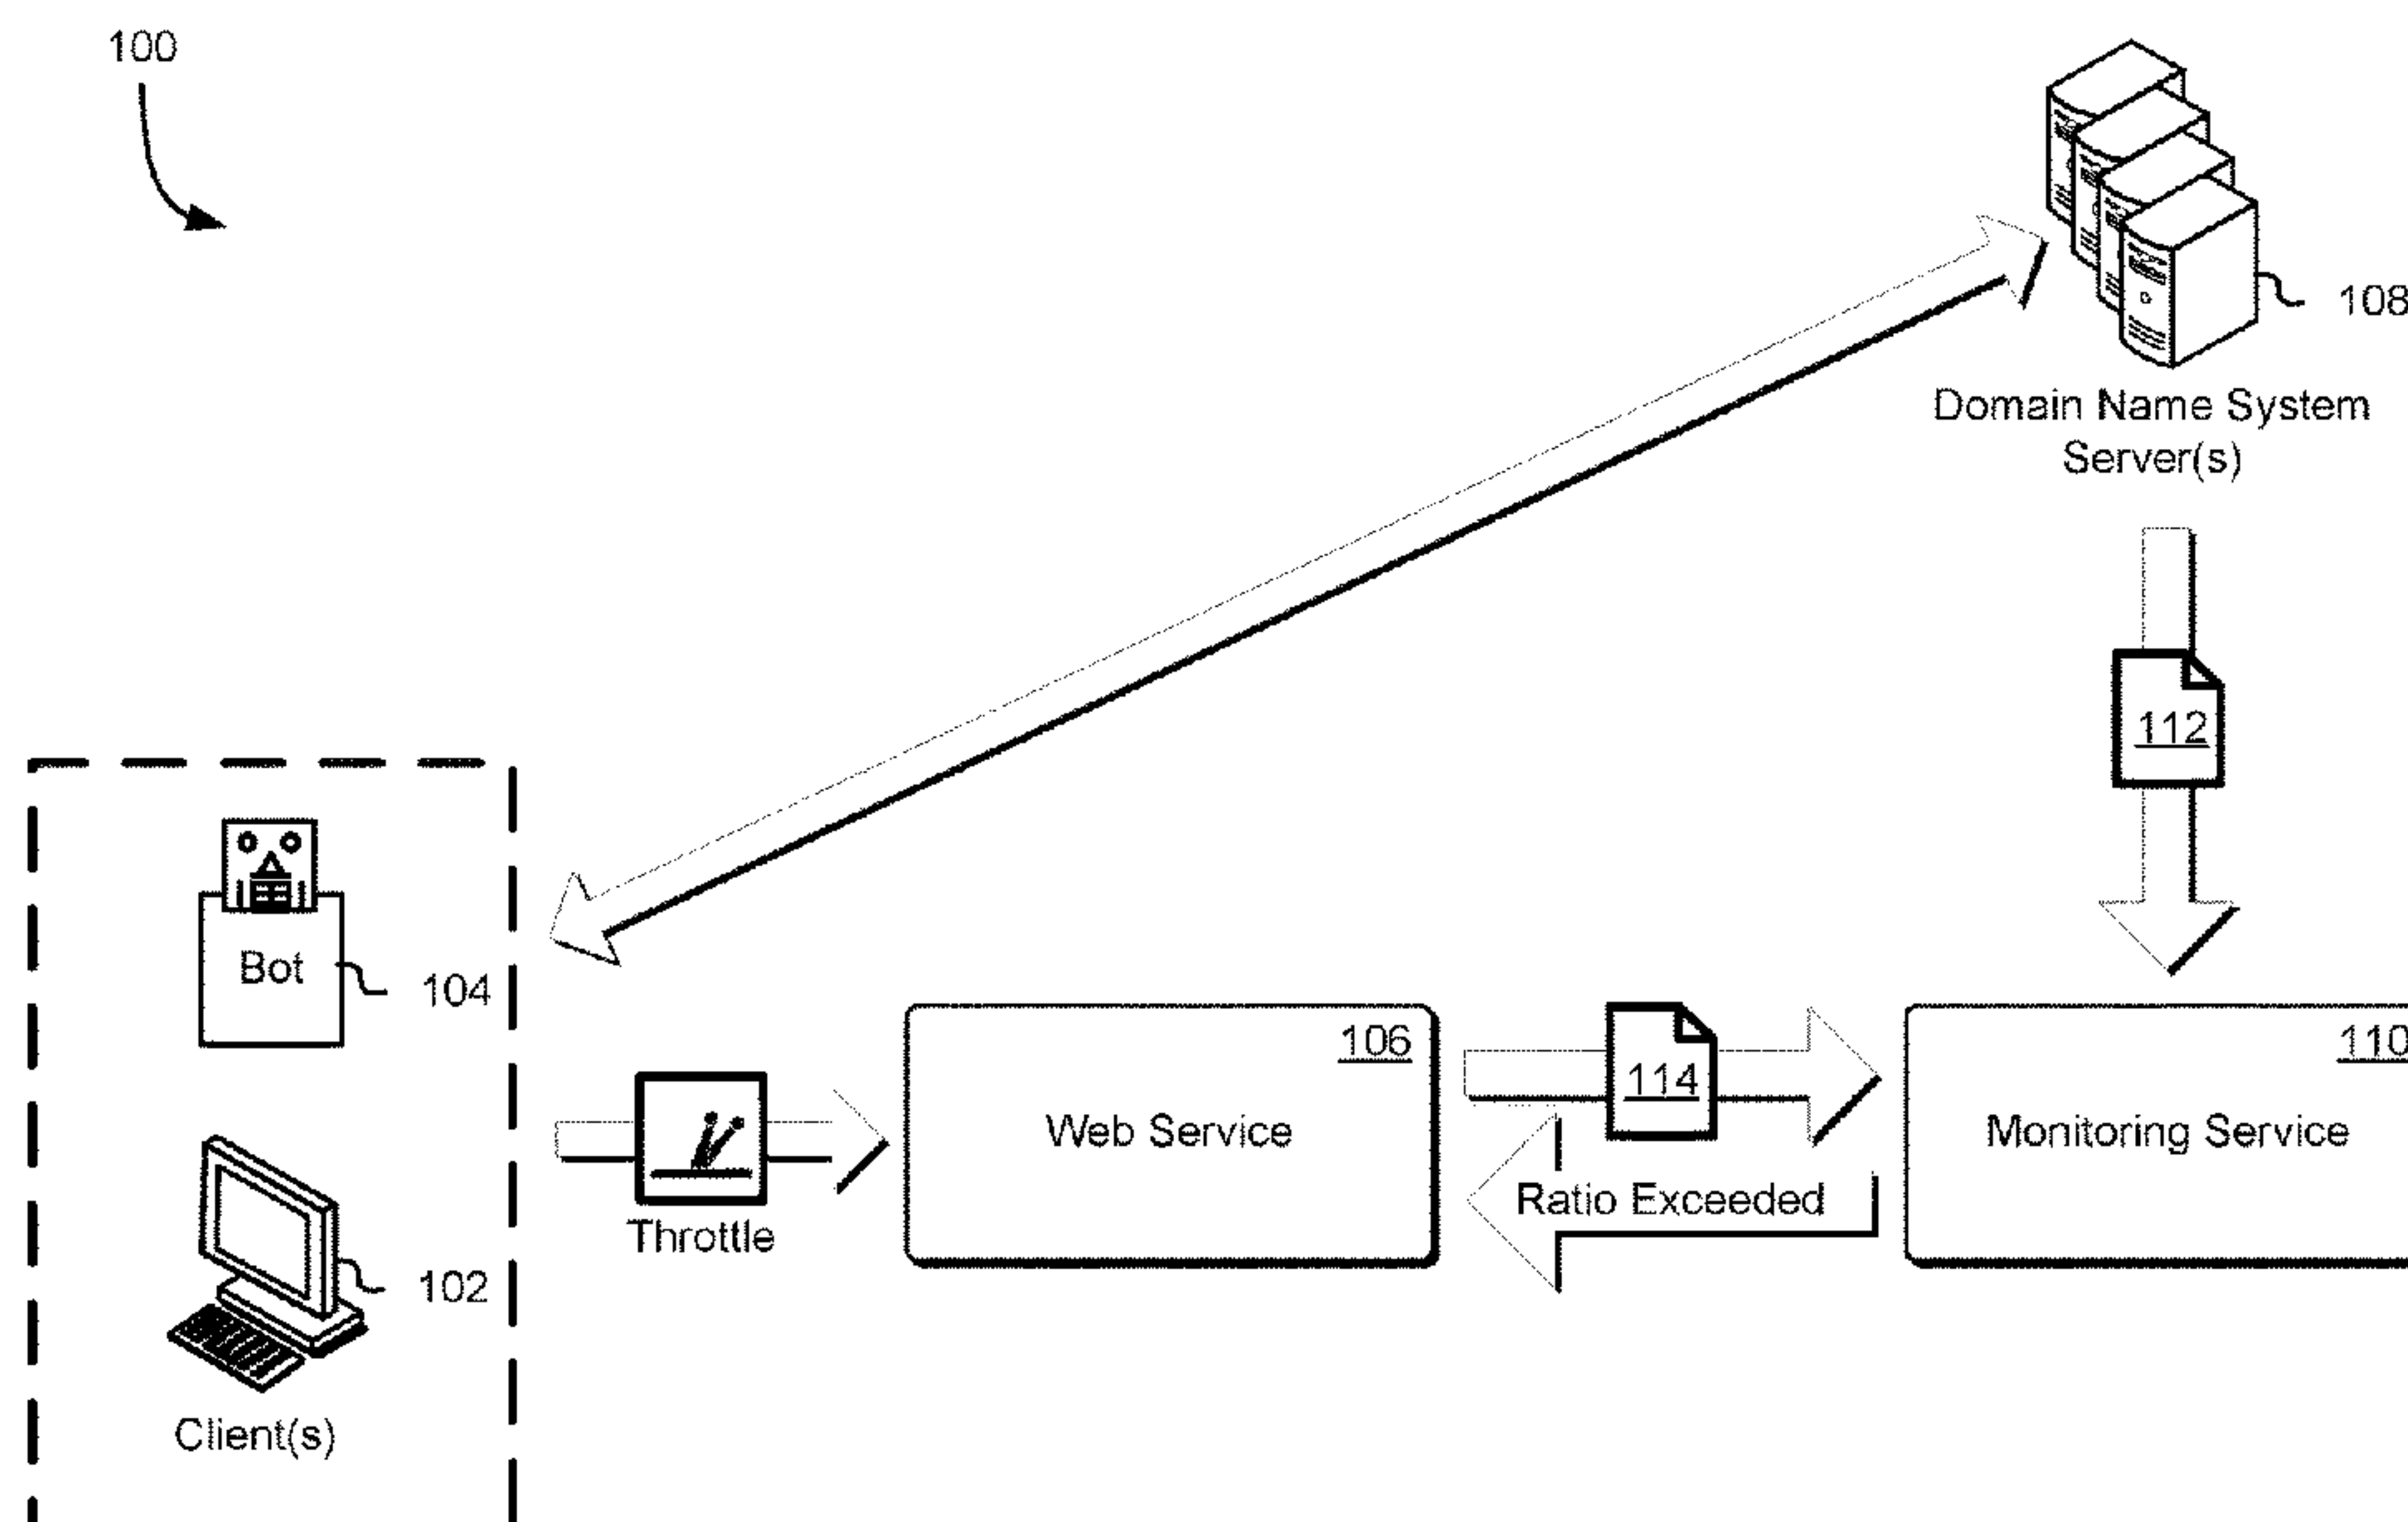 100
108
Domain Name System
Server(s)
112
Bot
104
106
Web Service
114
110
Monitoring Service
Ratio Exceeded
Throttle
102
Client(s)